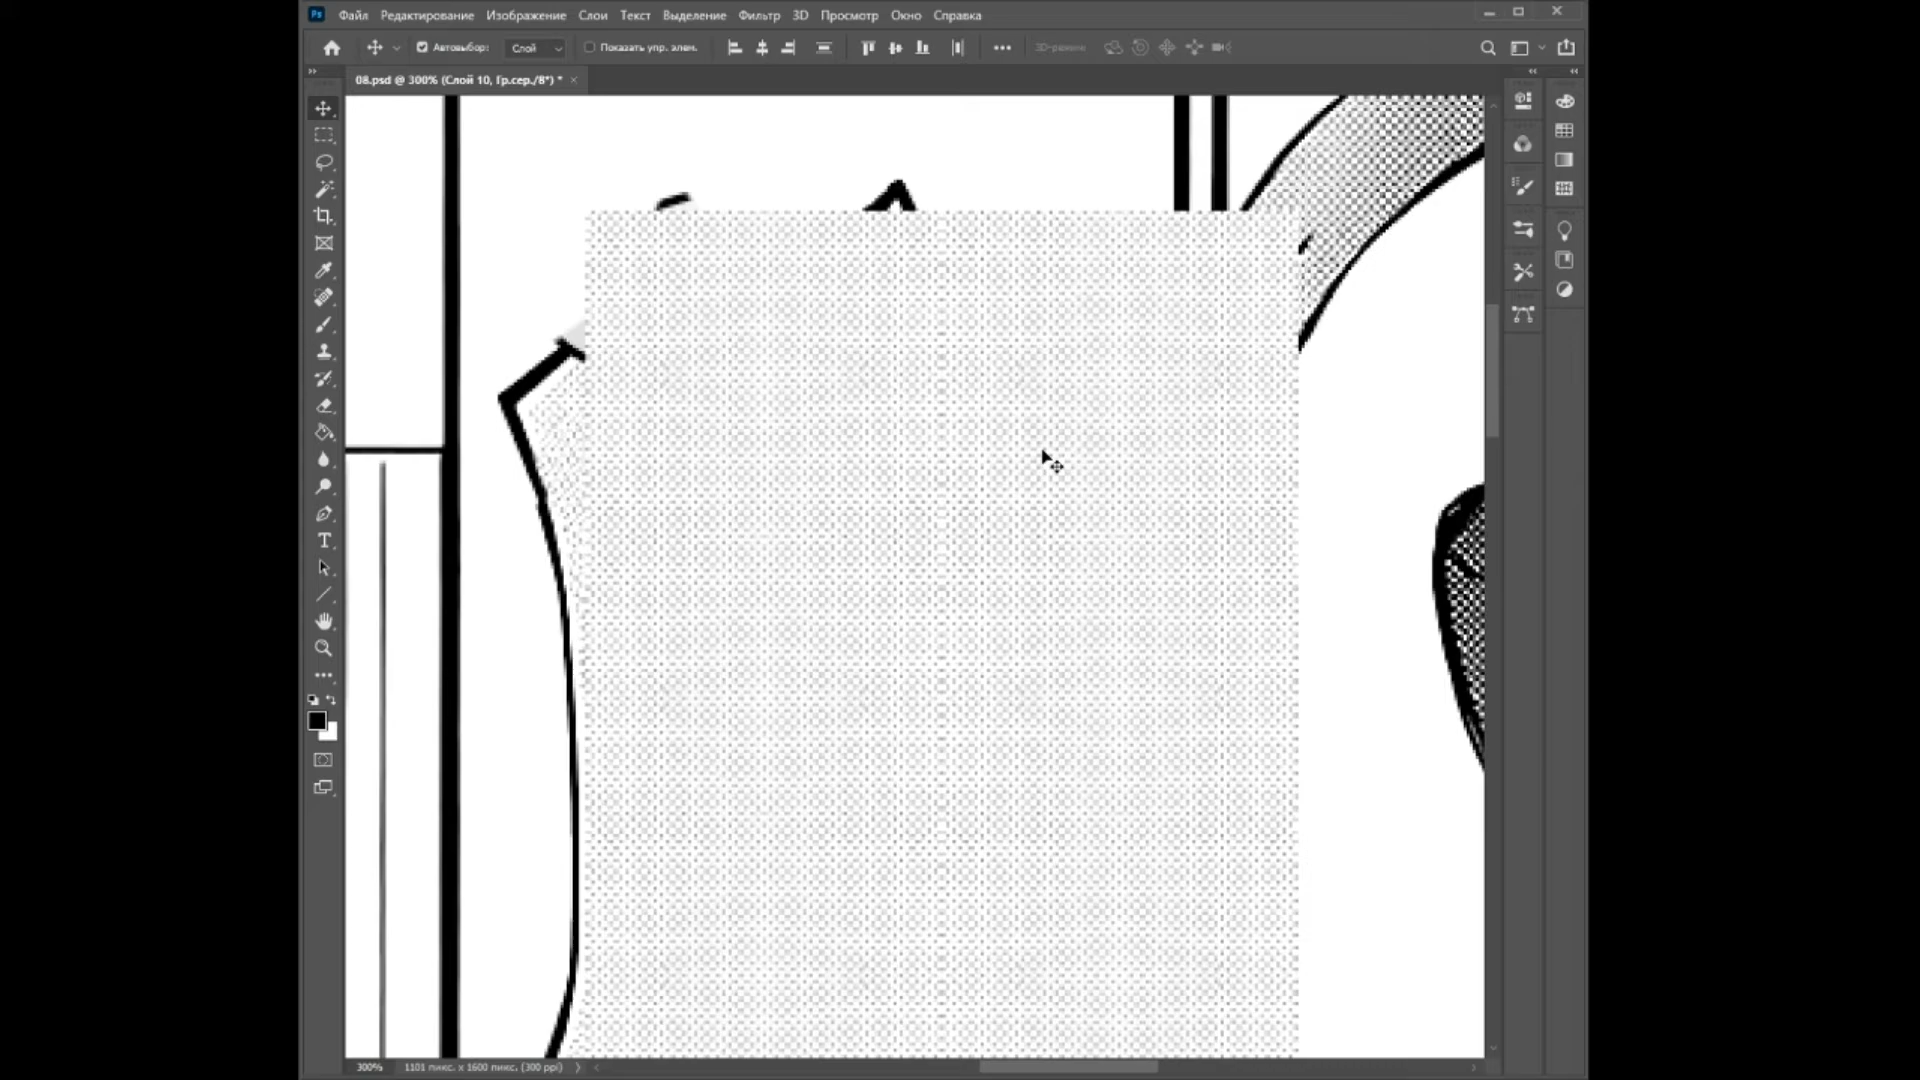 Ps Файл Редактирование Изображение Слои Текст Выделение Фильтр 3D Просмотр Окно Справка
Автовыбор: Слой Показать упр. элем. 3D-режим:
08.psd @ 300% (Слой 10, Гр.сер./8*) *
300% 1101 пикс. x 1600 пикс. (300 ppi)